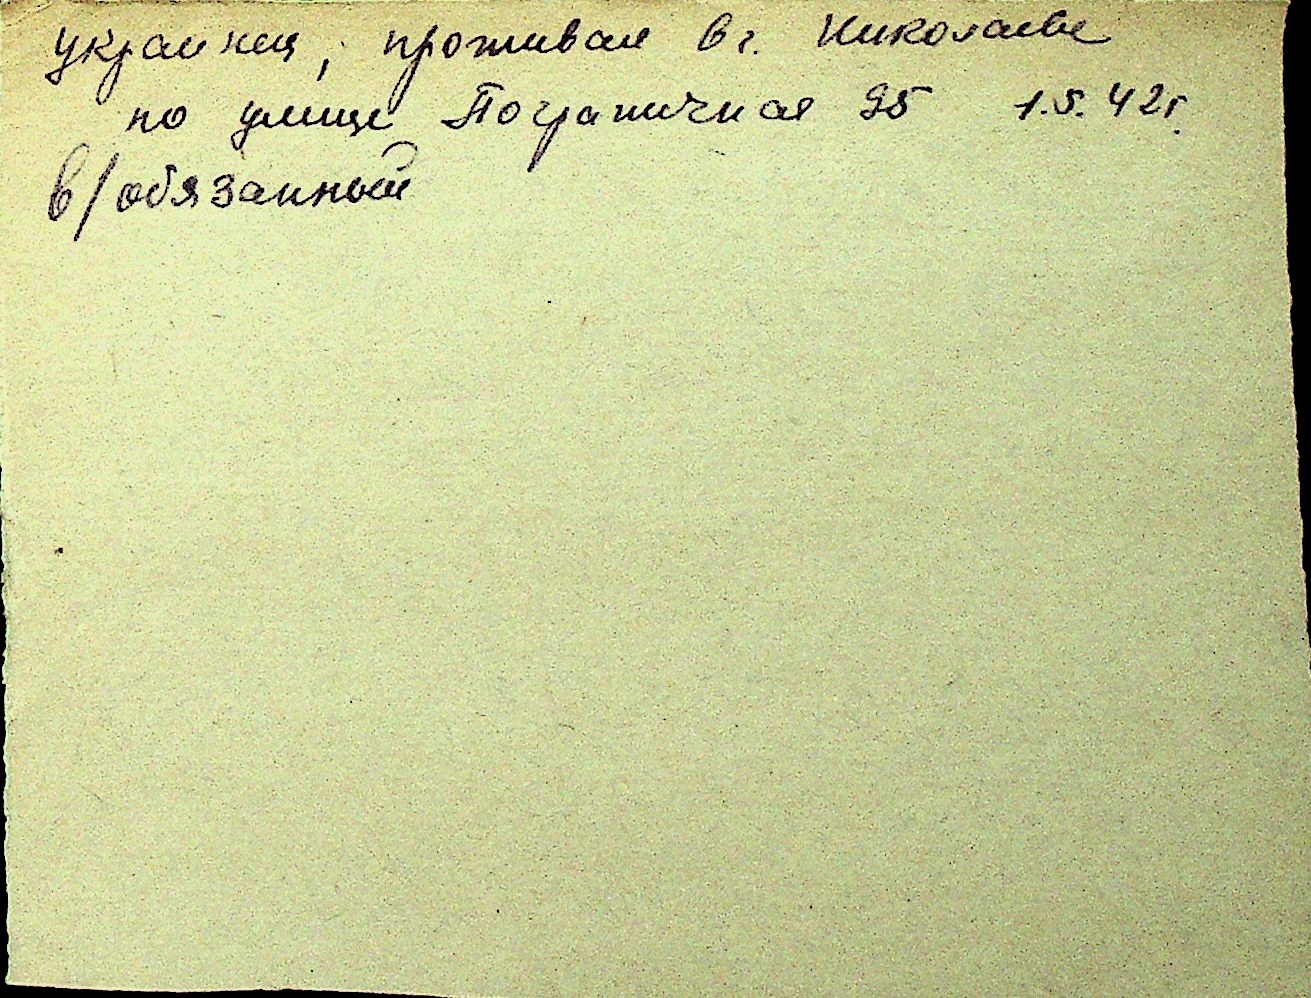 украинец, проживал в г. Николаеве
по улице Пограничная 95 1.5.42г.
в/обязанный